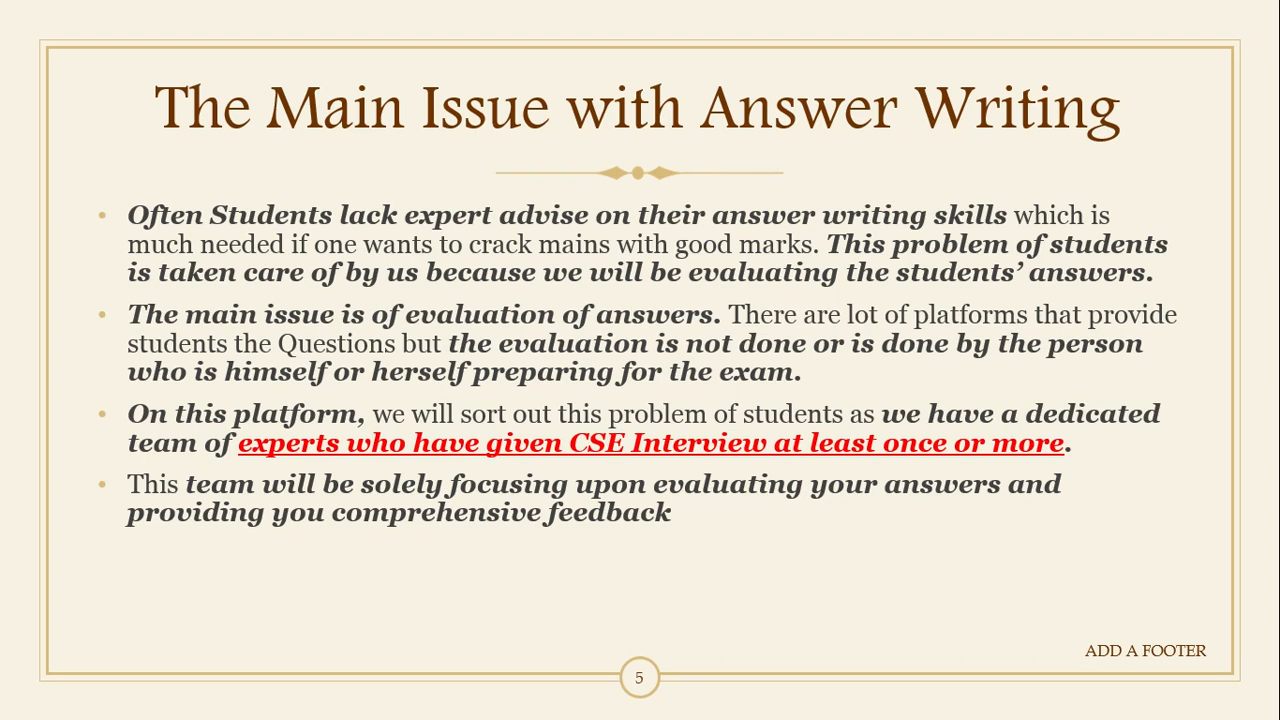 The Main Issue with Answer Writing
• Often Students lack expert advise on their answer writing skills which is
much needed if one wants to crack mains with good marks. This problem of students
is taken care of by us because we will be evaluating the students’ answers.
• The main issue is of evaluation of answers. There are lot of platforms that provide
students the Questions but the evaluation is not done or is done by the person
who is himself or herself preparing for the exam.
• On this platform, we will sort out this problem of students as we have a dedicated
team of experts who have given CSE Interview at least once or more.
• This team will be solely focusing upon evaluating your answers and
providing you comprehensive feedback
ADD A FOOTER
5